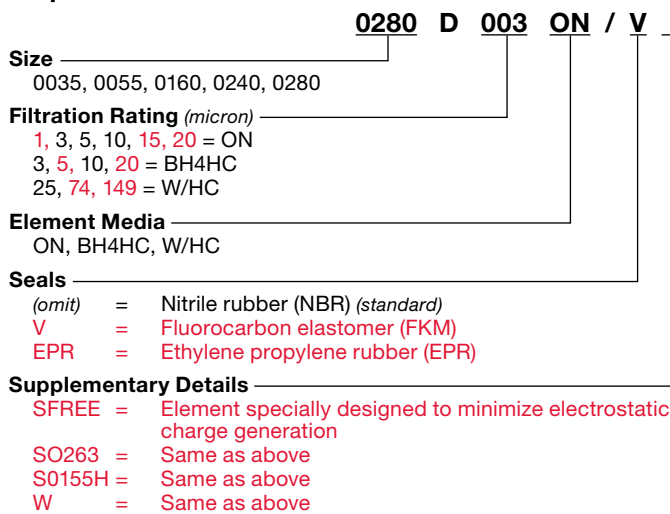 0280 D 003 ON / V
Size
0035, 0055, 0160, 0240, 0280
Filtration Rating (micron)
1, 3, 5, 10, 15, 20 = ON
3, 5, 10, 20 = BH4HC
25, 74, 149 = W/HC
Element Media
ON, BH4HC, W/HC
Seals
(omit) = Nitrile rubber (NBR) (standard)
V = Fluorocarbon elastomer (FKM)
EPR = Ethylene propylene rubber (EPR)
Supplementary Details
SFREE = Element specially designed to minimize electrostatic
charge generation
SO263 = Same as above
S0155H = Same as above
W = Same as above